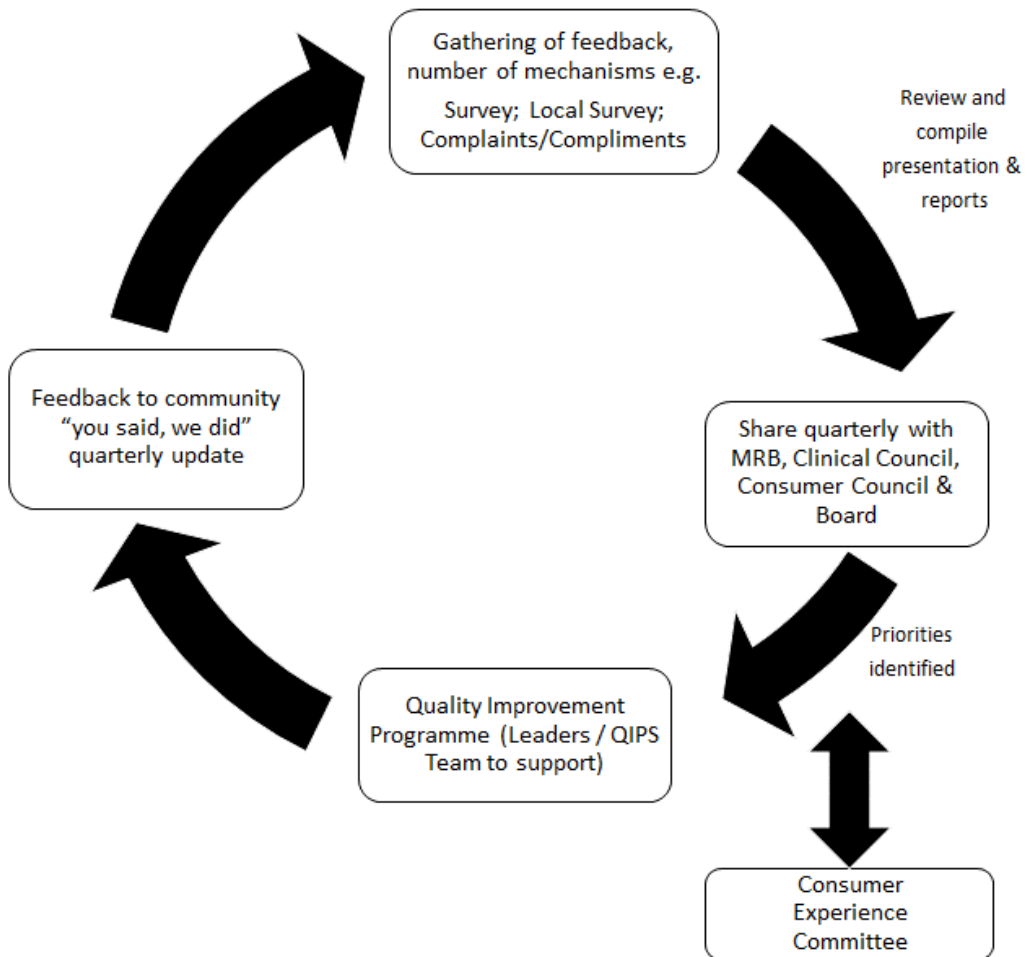 Gathering of feedback,
number of mechanisms e.g.
Survey; Local Survey;
Complaints/Compliments
Review and
compile
presentation &
reports
Share quarterly with
MRB, Clinical Council,
Consumer Council &
Board
Priorities
identified
Consumer
Experience
Committee
Quality Improvement
Programme (Leaders / QIPS
Team to support)
Feedback to community
“you said, we did”
quarterly update